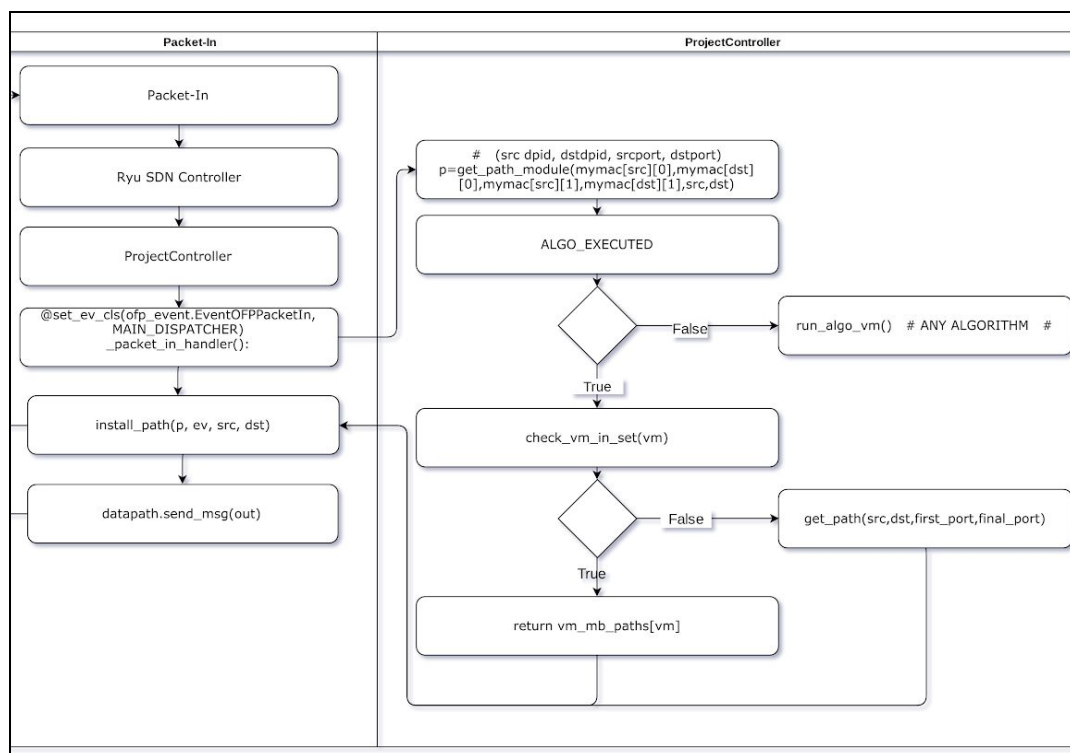 Packet-In
ProjectController
Packet-In
Ryu SDN Controller
ProjectController
@set_ev_cls(ofp_event.EventOFPPacketIn,
MAIN_DISPATCHER)
_packet_in_handler():
install_path(p, ev, src, dst)
datapath.send_msg(out)
# (src dpid, dstdpid, srcport, dstport)
p=get_path_module(mymac[src][0],mymac[dst]
[0],mymac[src][1],mymac[dst][1],src,dst)
ALGO_EXECUTED
False
run_algo_vm() # ANY ALGORITHM #
True
check_vm_in_set(vm)
False
get_path(src,dst,first_port,final_port)
True
return vm_mb_paths[vm]